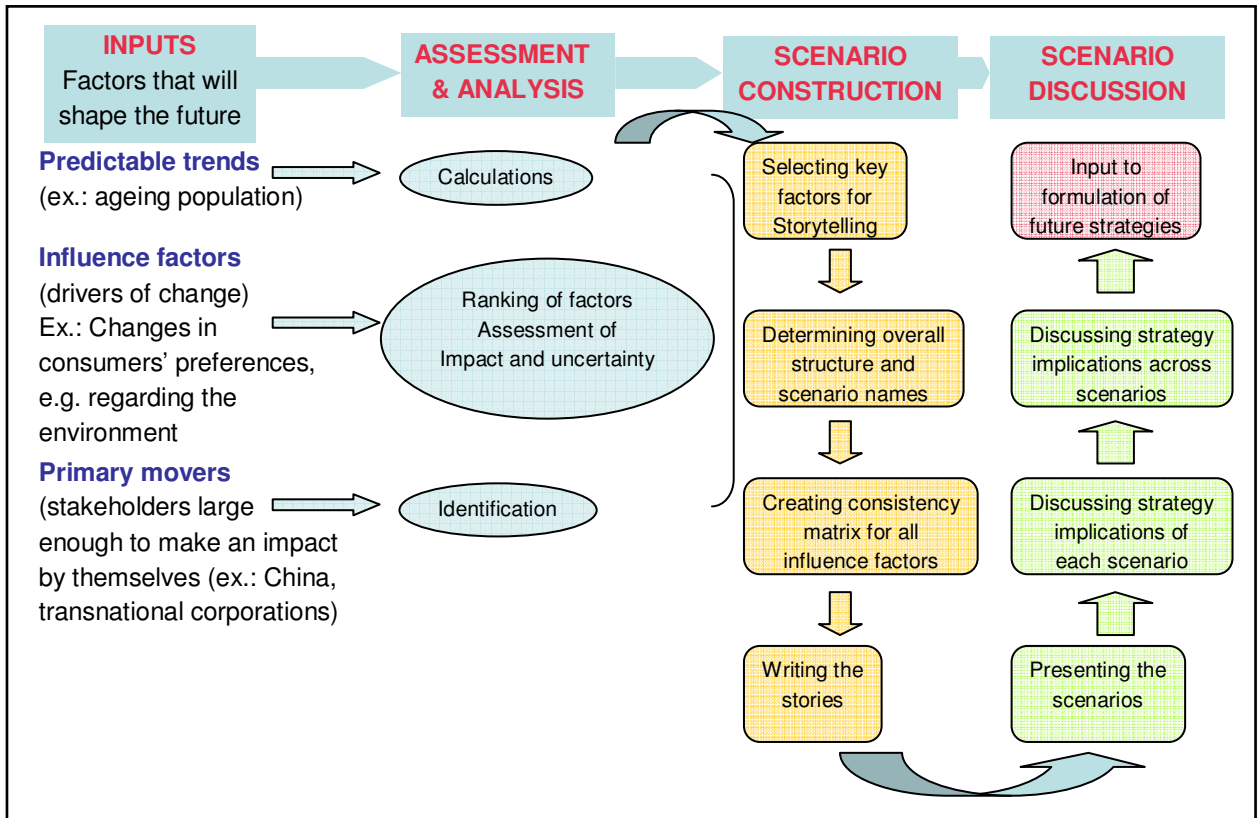 INPUTS
Factors that will
shape the future
ASSESSMENT
& ANALYSIS
SCENARIO
CONSTRUCTION
SCENARIO
DISCUSSION
Predictable trends
(ex.: ageing population)
Influence factors
(drivers of change)
Ex.: Changes in
consumers’ preferences,
e.g. regarding the
environment
Primary movers
(stakeholders large
enough to make an impact
by themselves (ex.: China,
transnational corporations)
Calculations
Ranking of factors
Assessment of
Impact and uncertainty
Identification
Selecting key
factors for
Storytelling
Determining overall
structure and
scenario names
Creating consistency
matrix for all
influence factors
Writing the
stories
Input to
formulation of
future strategies
Discussing strategy
implications across
scenarios
Discussing strategy
implications of
each scenario
Presenting the
scenarios